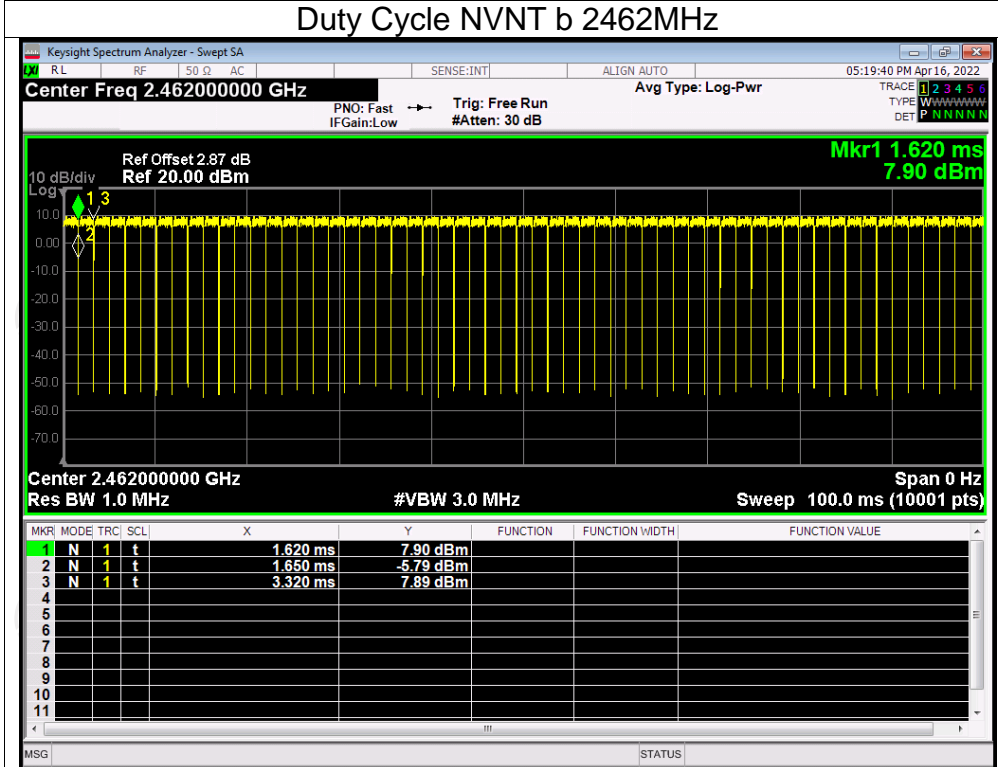 Duty Cycle NVNT b 2462MHz
Keysight Spectrum Analyzer - Swept SA
LXI RL RF 50 Ω AC SENSE:INT ALIGN AUTO 05:19:40 PM Apr 16, 2022
Center Freq 2.462000000 GHz Avg Type: Log-Pwr TRACE 1 2 3 4 5 6
PNO: Fast Trig: Free Run TYPE WWWWWWW
IFGain:Low #Atten: 30 dB DET P N N N N N
Mkr1 1.620 ms
Ref Offset 2.87 dB
10 dB/div Ref 20.00 dBm 7.90 dBm
Log
1 3
10.0
2
0.00
-10.0
-20.0
-30.0
-40.0
-50.0
-60.0
-70.0
Center 2.462000000 GHz Span 0 Hz
Res BW 1.0 MHz #VBW 3.0 MHz Sweep 100.0 ms (10001 pts)
MKR MODE TRC SCL X Y FUNCTION FUNCTION WIDTH FUNCTION VALUE
1 N 1 t 1.620 ms 7.90 dBm
2 N 1 t 1.650 ms -5.79 dBm
3 N 1 t 3.320 ms 7.89 dBm
4
5
6
7
8
9
10
11
MSG STATUS